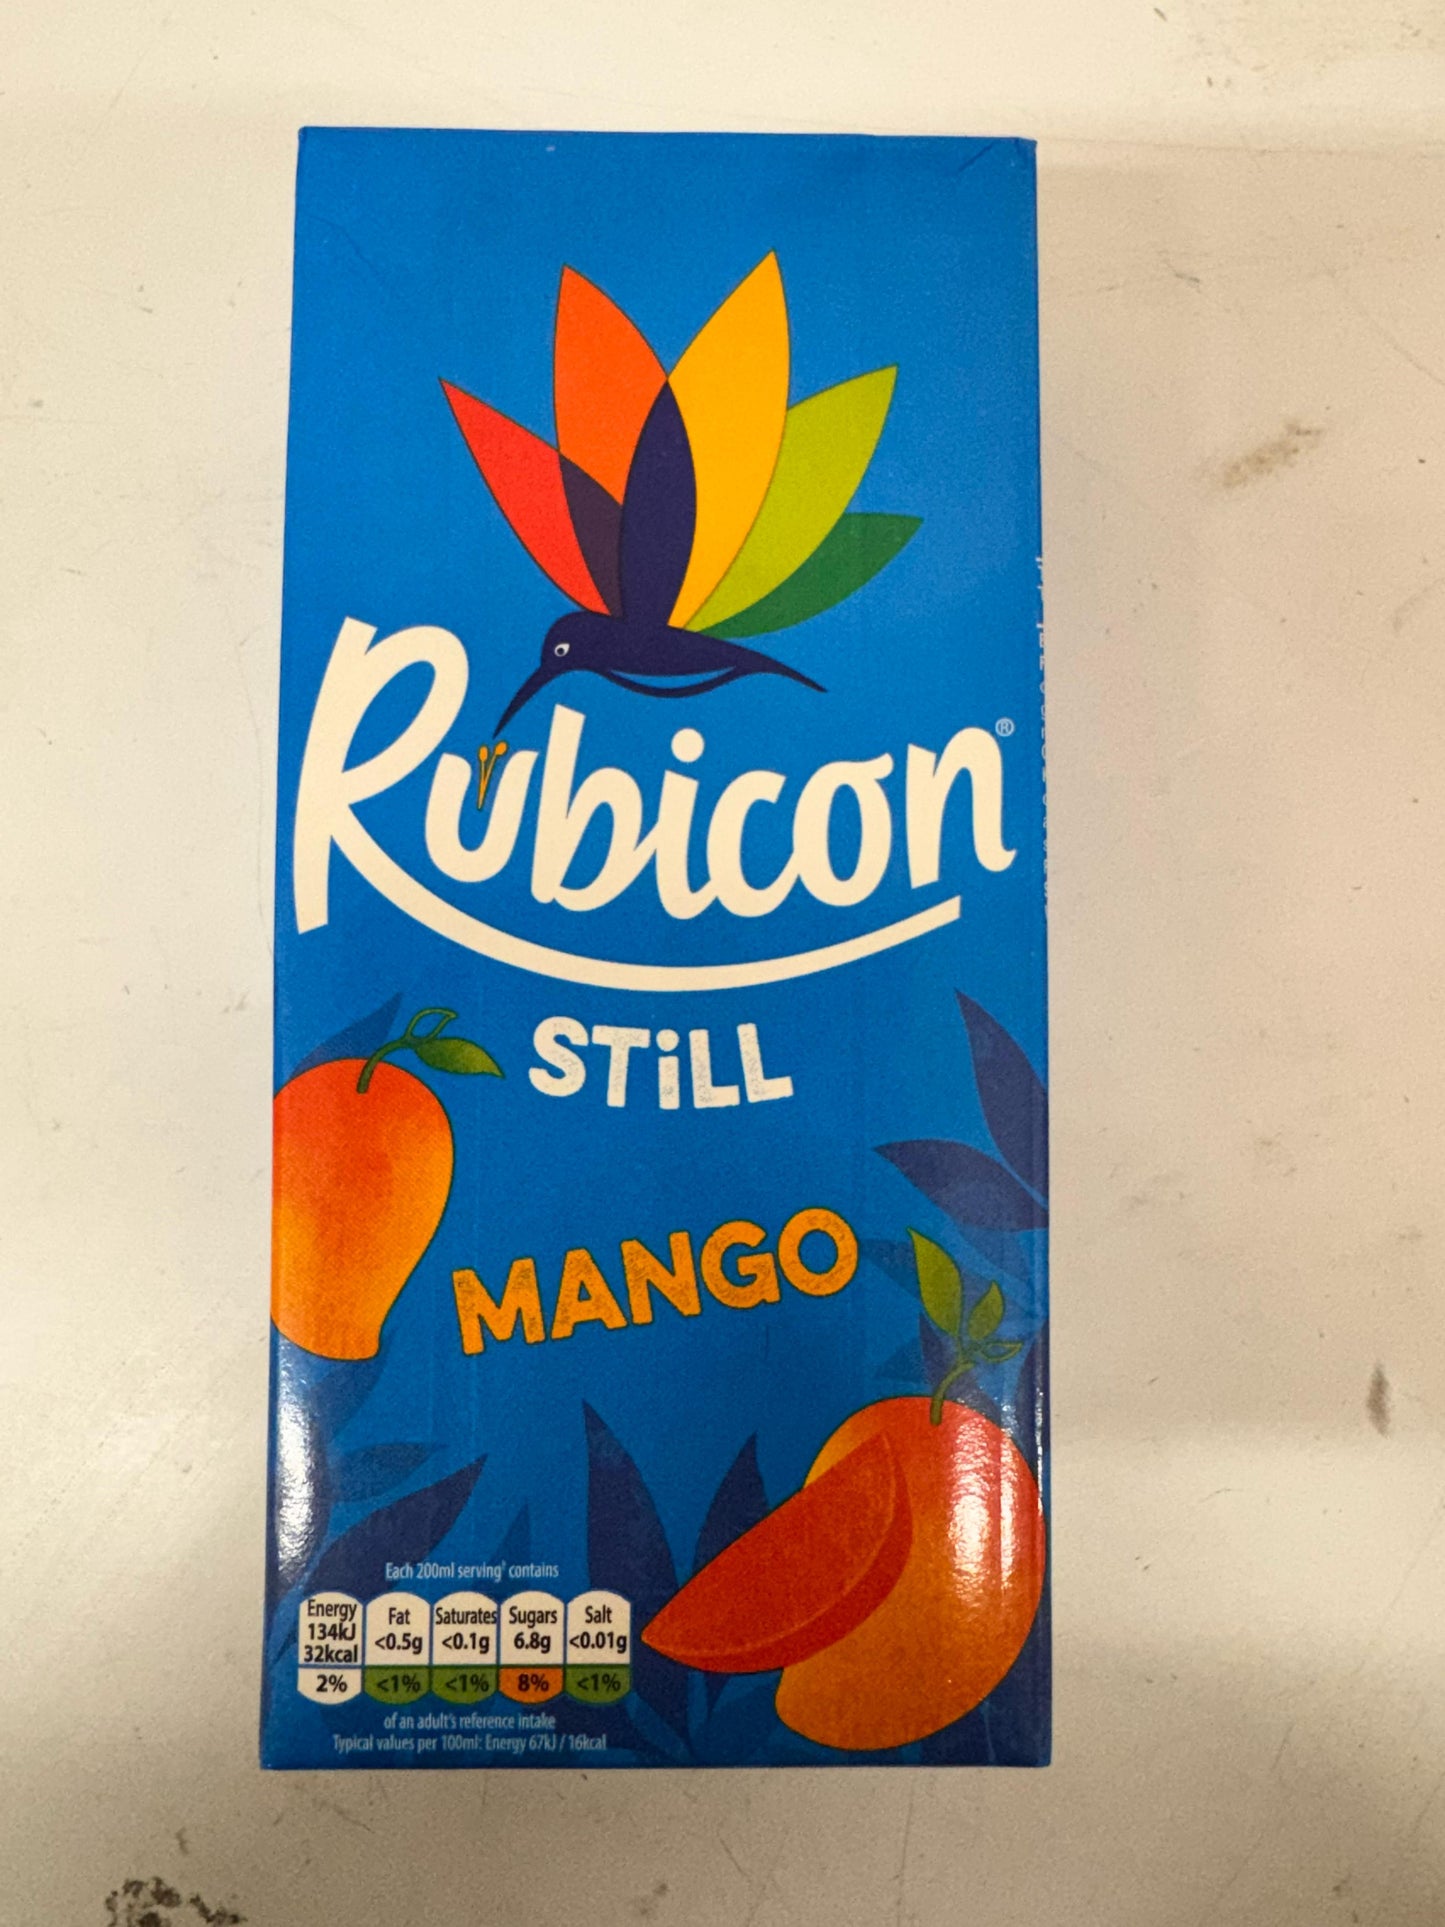 Rubicon®
STiLL
MANGO
Each 200ml serving† contains
Energy 134kJ 32kcal 2%
Fat <0.5g <1%
Saturates <0.1g <1%
Sugars 6.8g 8%
Salt <0.01g <1%
of an adult's reference intake
Typical values per 100ml: Energy 67kJ / 16kcal